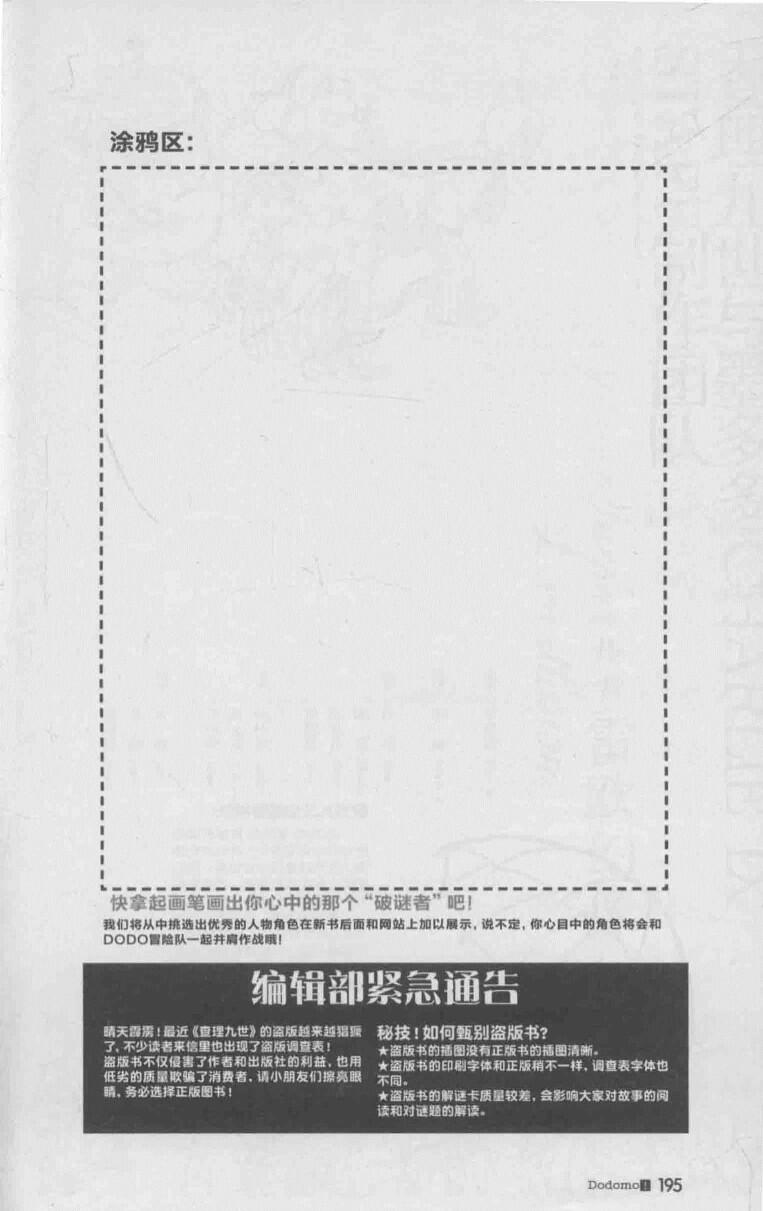 涂鸦区：
快拿起画笔画出你心中的那个“破谜者”吧！
我们将从中挑选出优秀的人物角色在新书后面和网站上加以展示，说不定，你心目中的角色将会和
DODO冒险队一起并肩作战哦！
编辑部紧急通告
晴天霹雳！最近《查理九世》的盗版越来越猖獗
了，不少读者来信里也出现了盗版调查表！
盗版书不仅侵害了作者和出版社的利益，也用
低劣的质量欺骗了消费者，请小朋友们擦亮眼
睛，务必选择正版图书！
秘技！如何甄别盗版书？
★盗版书的插图没有正版书的插图清晰。
★盗版书的印刷字体和正版稍不一样，调查表字体也
不同。
★盗版书的解谜卡质量较差，会影响大家对故事的阅
读和对谜题的解读。
Dodomo! 195